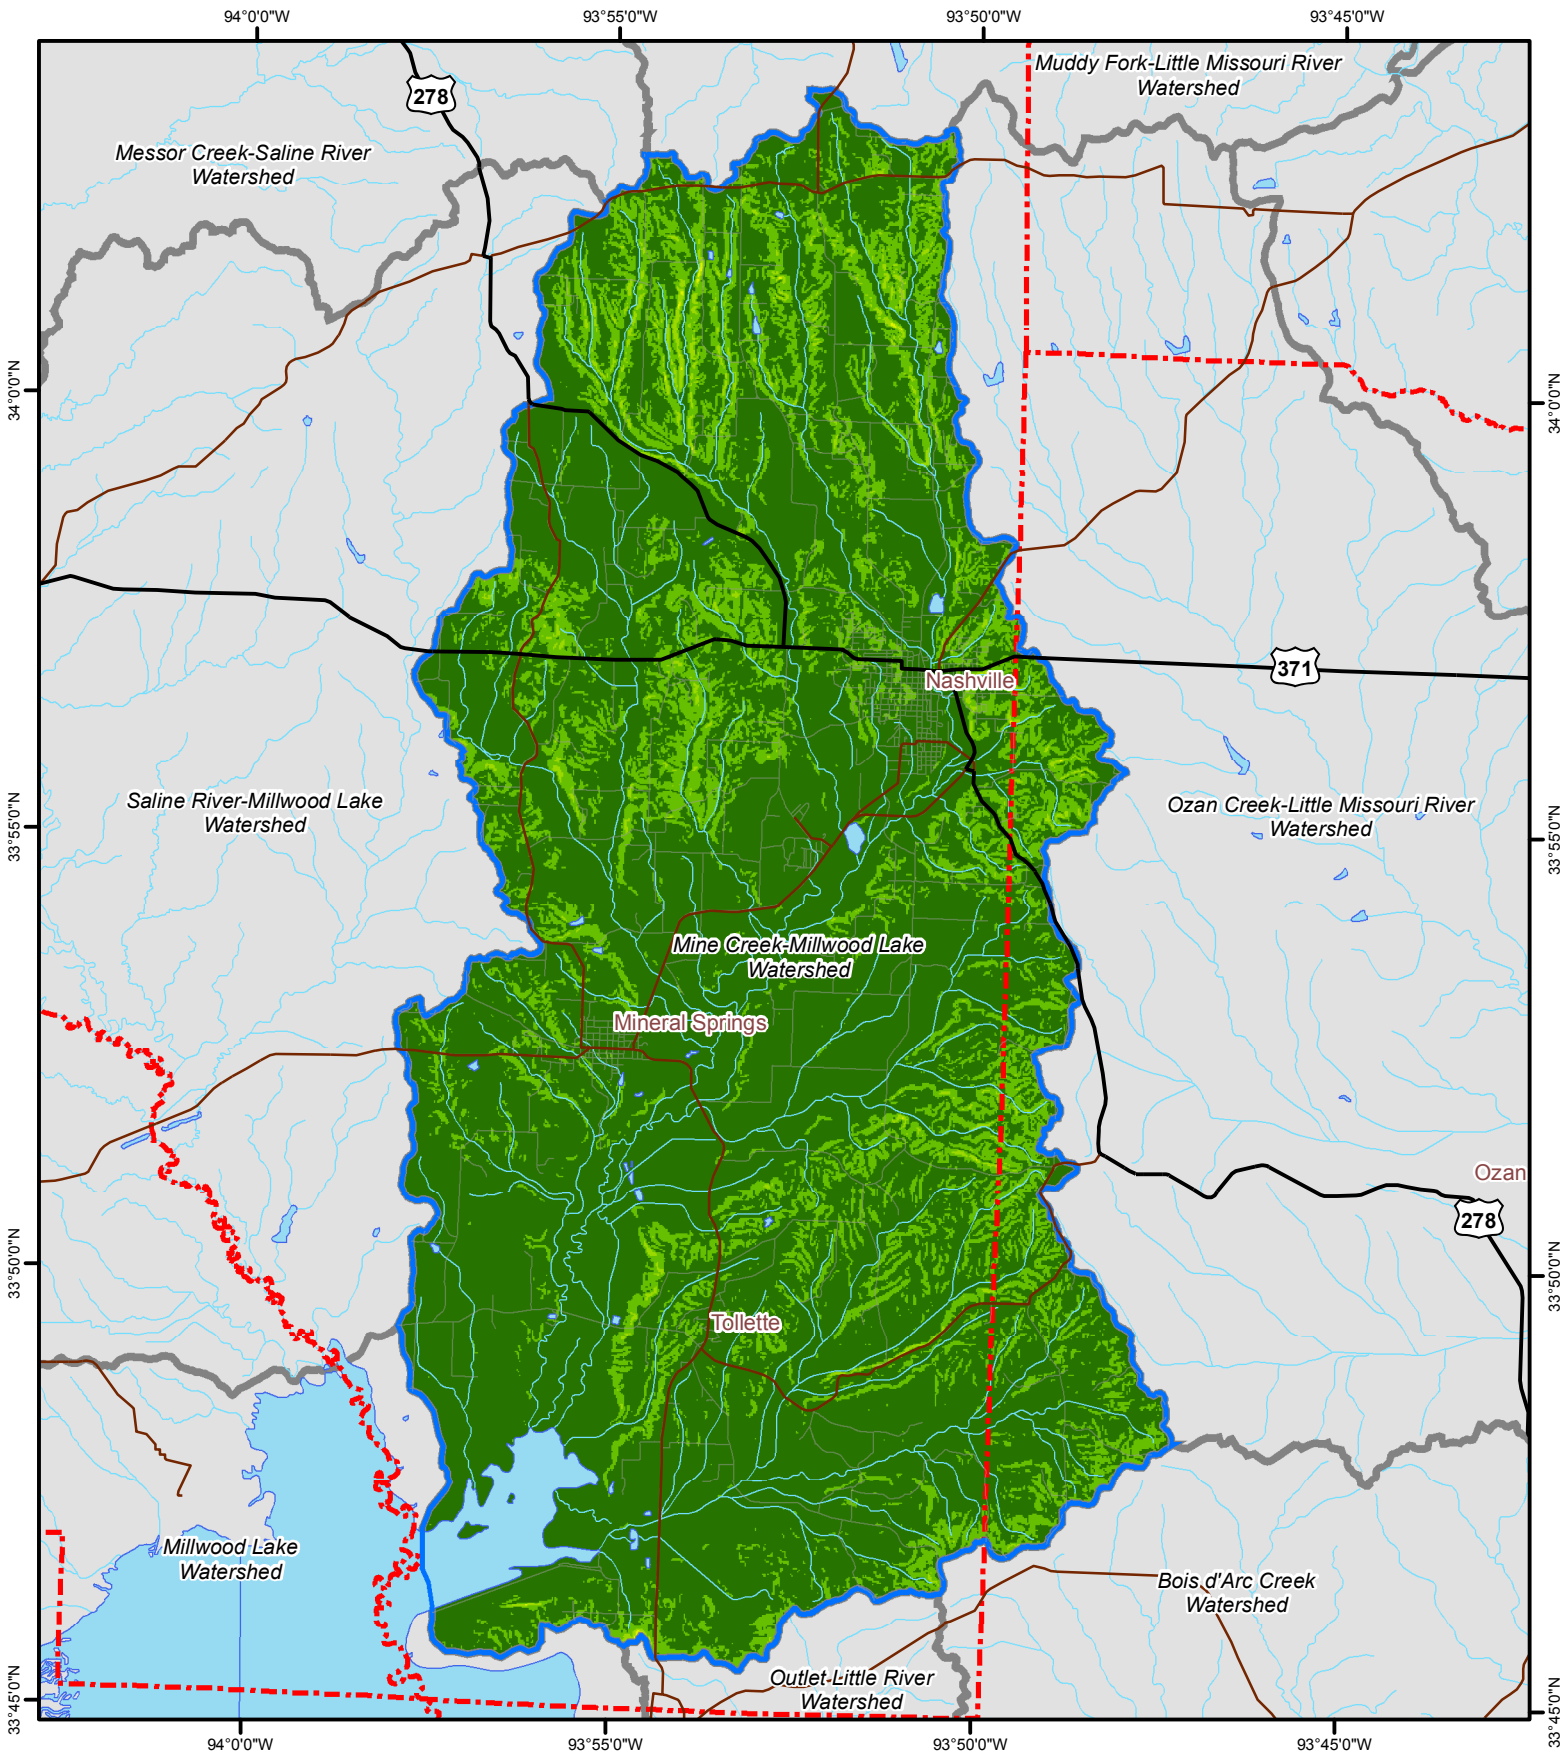 94°0'0"W
93°55'0"W
93°50'0"W
93°45'0"W
Muddy Fork-Little Missouri River
Watershed
278
Messor Creek-Saline River
Watershed
34°0'0"N
34°0'0"N
371
Nashville
Saline River-Millwood Lake
Watershed
Ozan Creek-Little Missouri River
Watershed
33°55'0"N
33°55'0"N
Mine Creek-Millwood Lake
Watershed
Mineral Springs
Ozan
278
33°50'0"N
33°50'0"N
Tollette
Millwood Lake
Watershed
Bois d'Arc Creek
Watershed
Outlet-Little River
Watershed
33°45'0"N
33°45'0"N
94°0'0"W
93°55'0"W
93°50'0"W
93°45'0"W